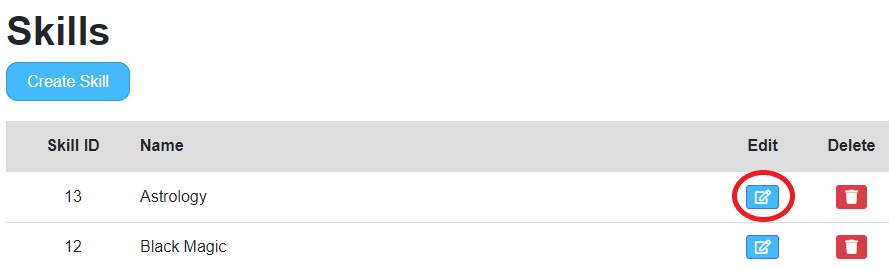 Skills
Create Skill
Skill ID Name Edit Delete
13 Astrology
12 Black Magic